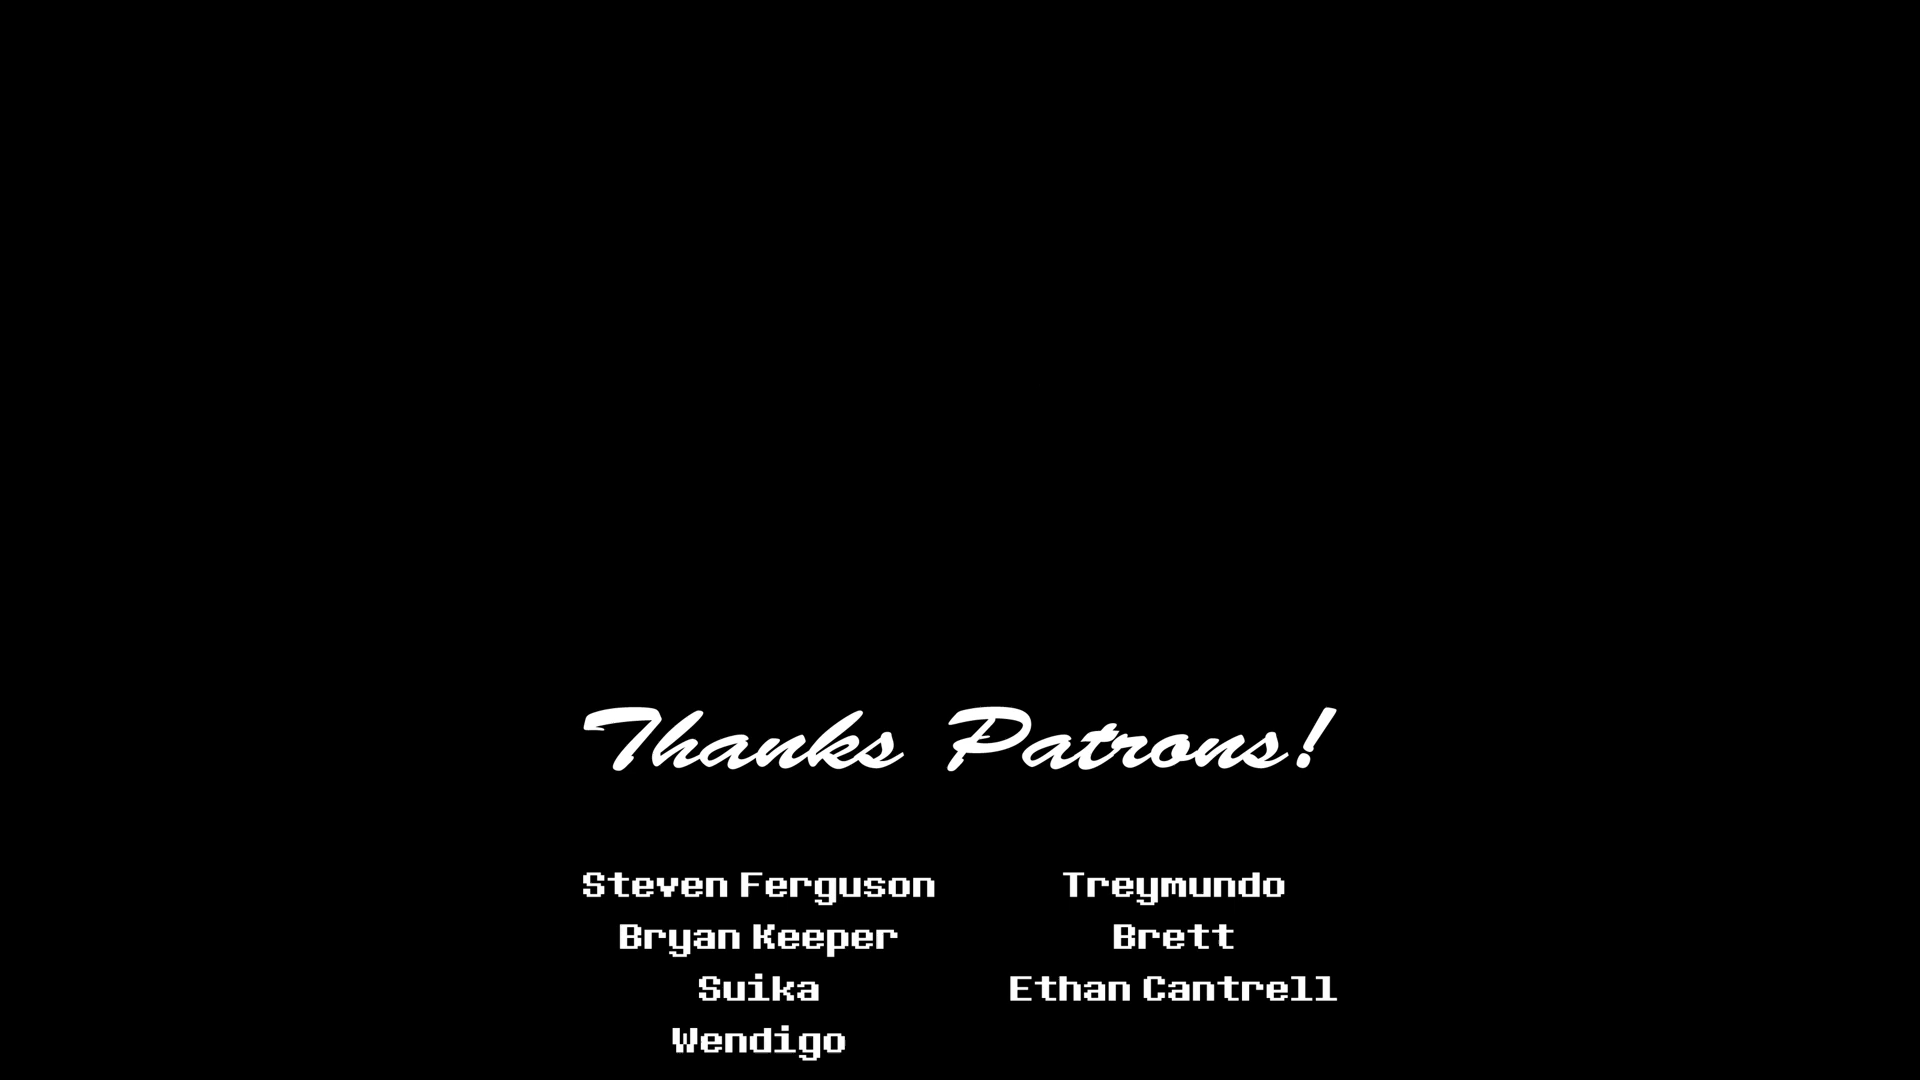 Thanks Patrons!
Steven Ferguson
Bryan Keeper
Suika
Wendigo
Treymundo
Brett
Ethan Cantrell